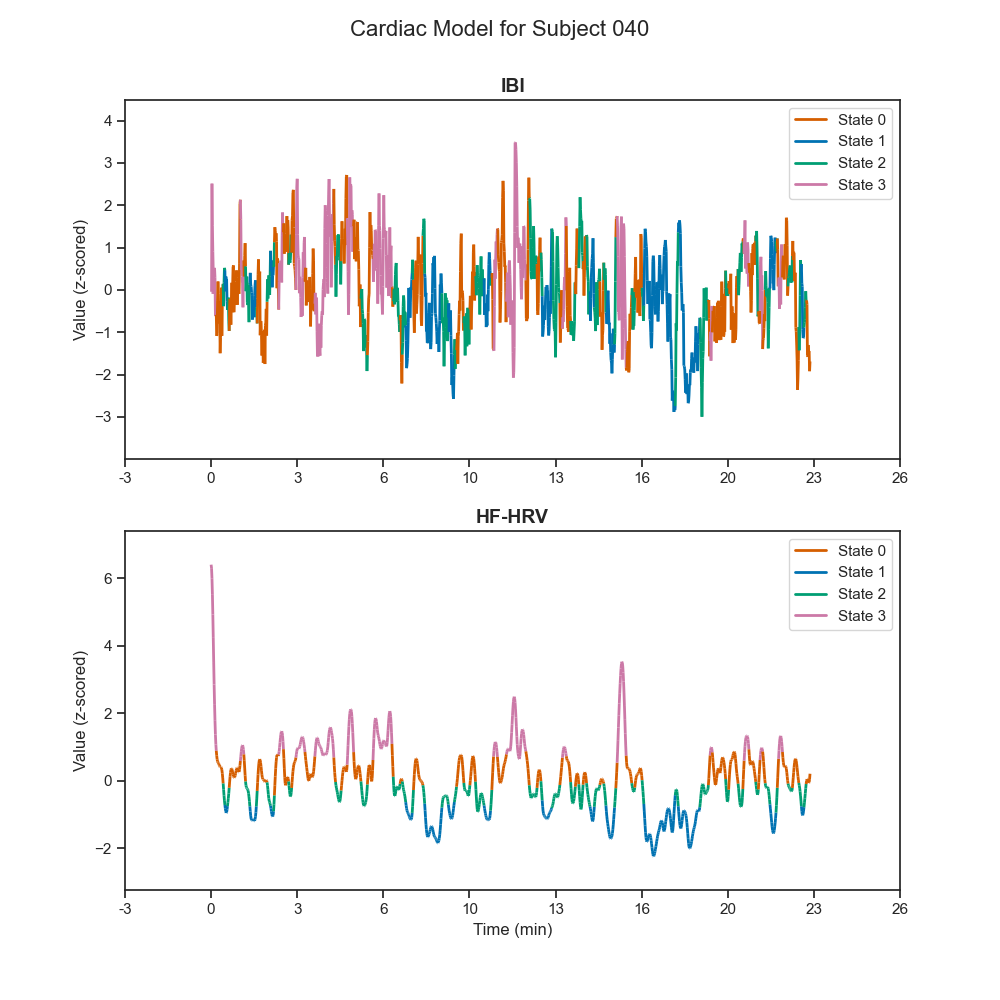 Cardiac Model for Subject 040
IBI
Value (z-scored)
4
3
2
1
0
−1
−2
−3
-3
0
3
6
10
13
16
20
23
26
State 0
State 1
State 2
State 3
HF-HRV
Value (z-scored)
6
4
2
0
−2
-3
0
3
6
10
13
16
20
23
26
State 0
State 1
State 2
State 3
Time (min)